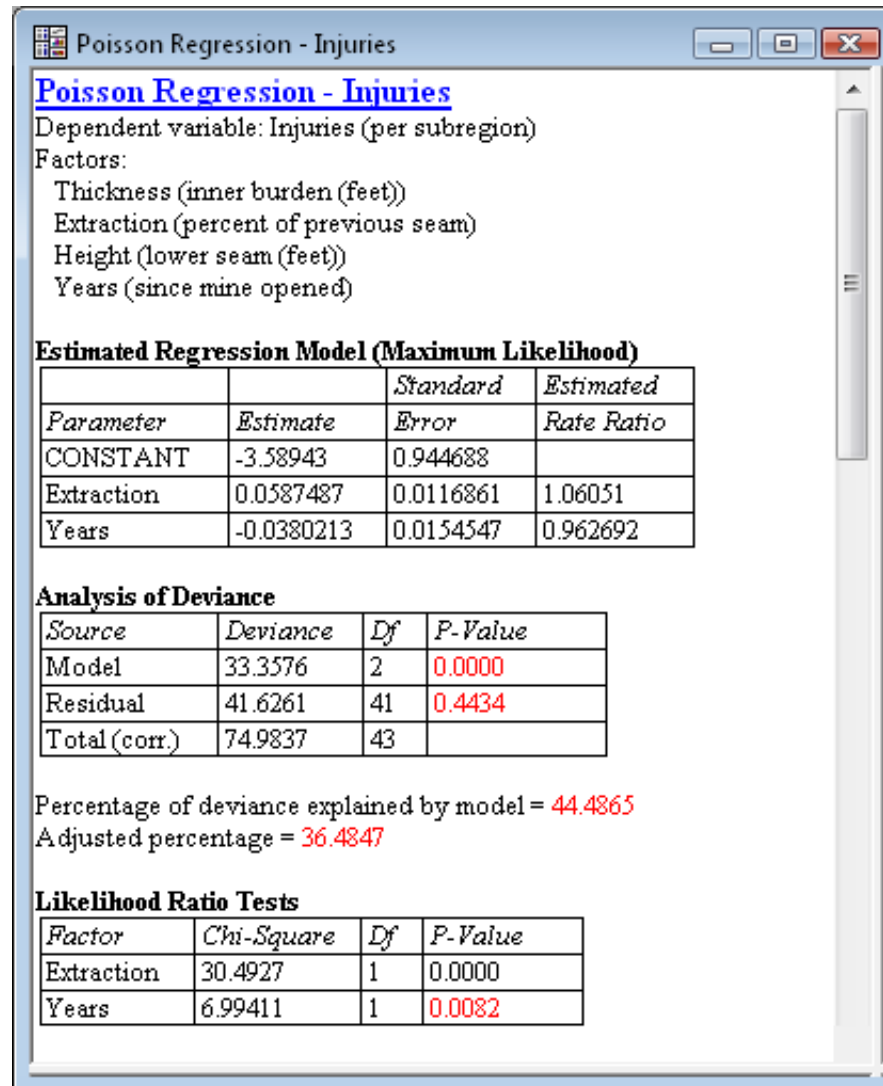 Poisson Regression - Injuries
Poisson Regression - Injuries
Dependent variable: Injuries (per subregion)
Factors:
Thickness (inner burden (feet))
Extraction (percent of previous seam)
Height (lower seam (feet))
Years (since mine opened)
Estimated Regression Model (Maximum Likelihood)
Standard Estimated
Parameter Estimate Error Rate Ratio
CONSTANT -3.58943 0.944688
Extraction 0.0587487 0.0116861 1.06051
Years -0.0380213 0.0154547 0.962692
Analysis of Deviance
Source Deviance Df P-Value
Model 33.3576 2 0.0000
Residual 41.6261 41 0.4434
Total (corr.) 74.9837 43
Percentage of deviance explained by model = 44.4865
Adjusted percentage = 36.4847
Likelihood Ratio Tests
Factor Chi-Square Df P-Value
Extraction 30.4927 1 0.0000
Years 6.99411 1 0.0082